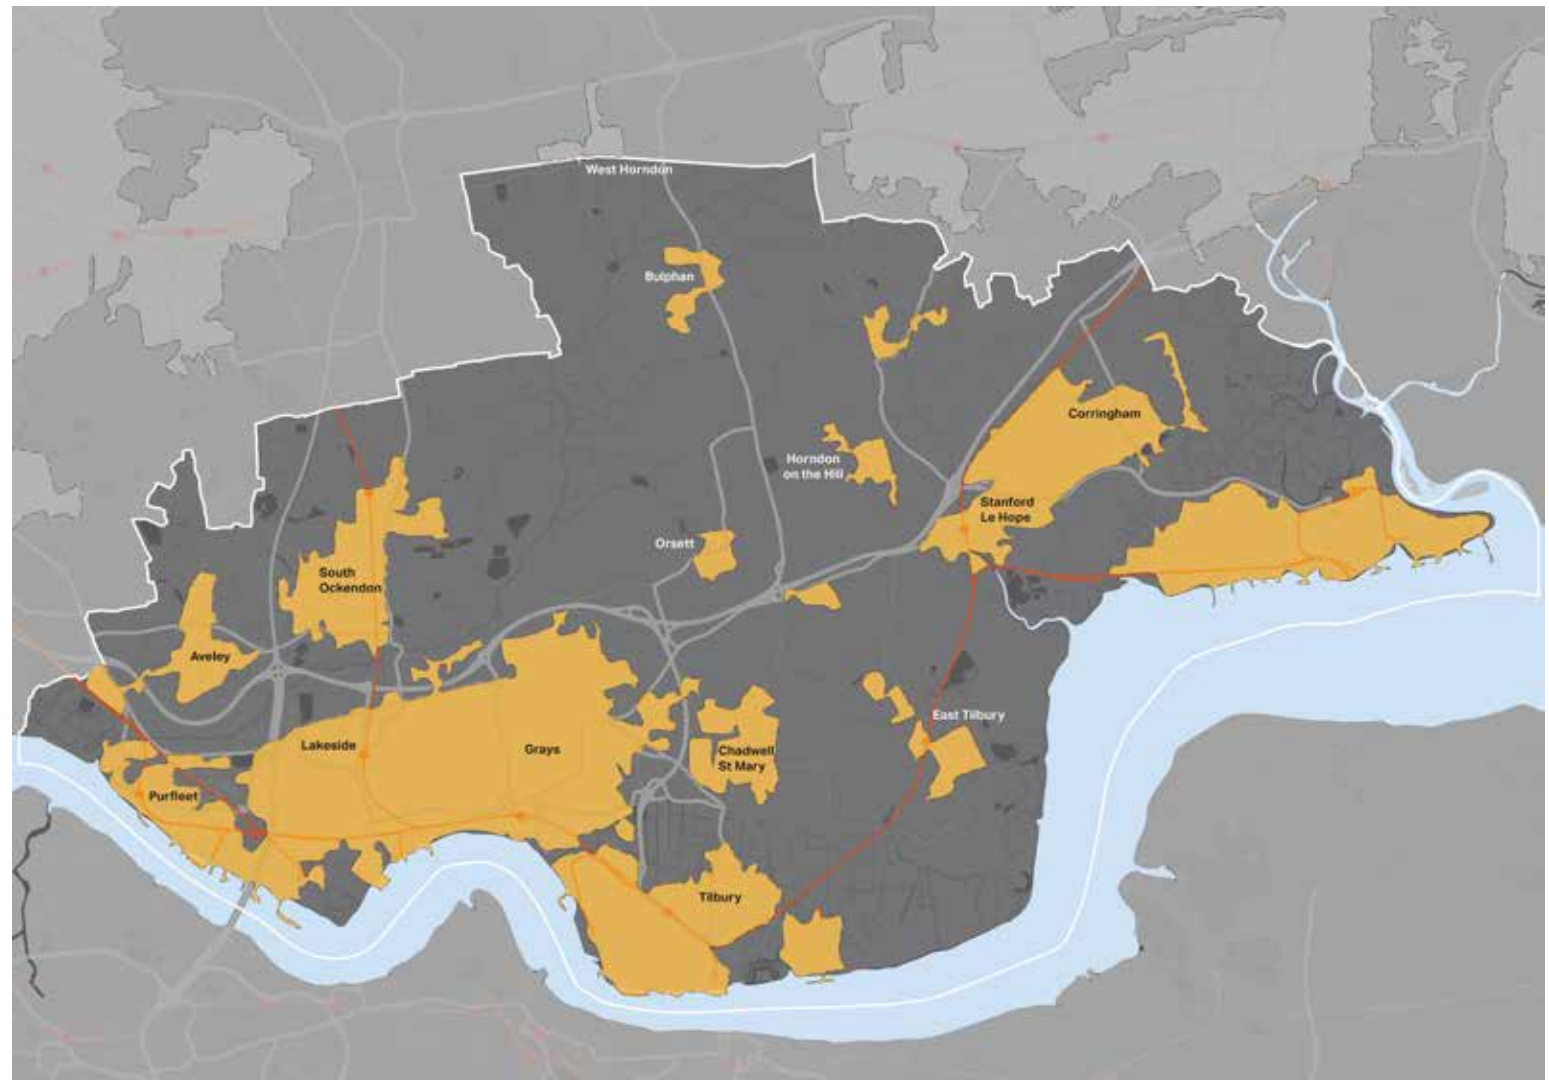 West Horndon
Bulphan
Corringham
Horndon
on the Hill
Stanford
Le Hope
Orsett
South
Ockendon
Aveley
East Tilbury
Lakeside
Grays
Chadwell
St Mary
Purfleet
Tilbury